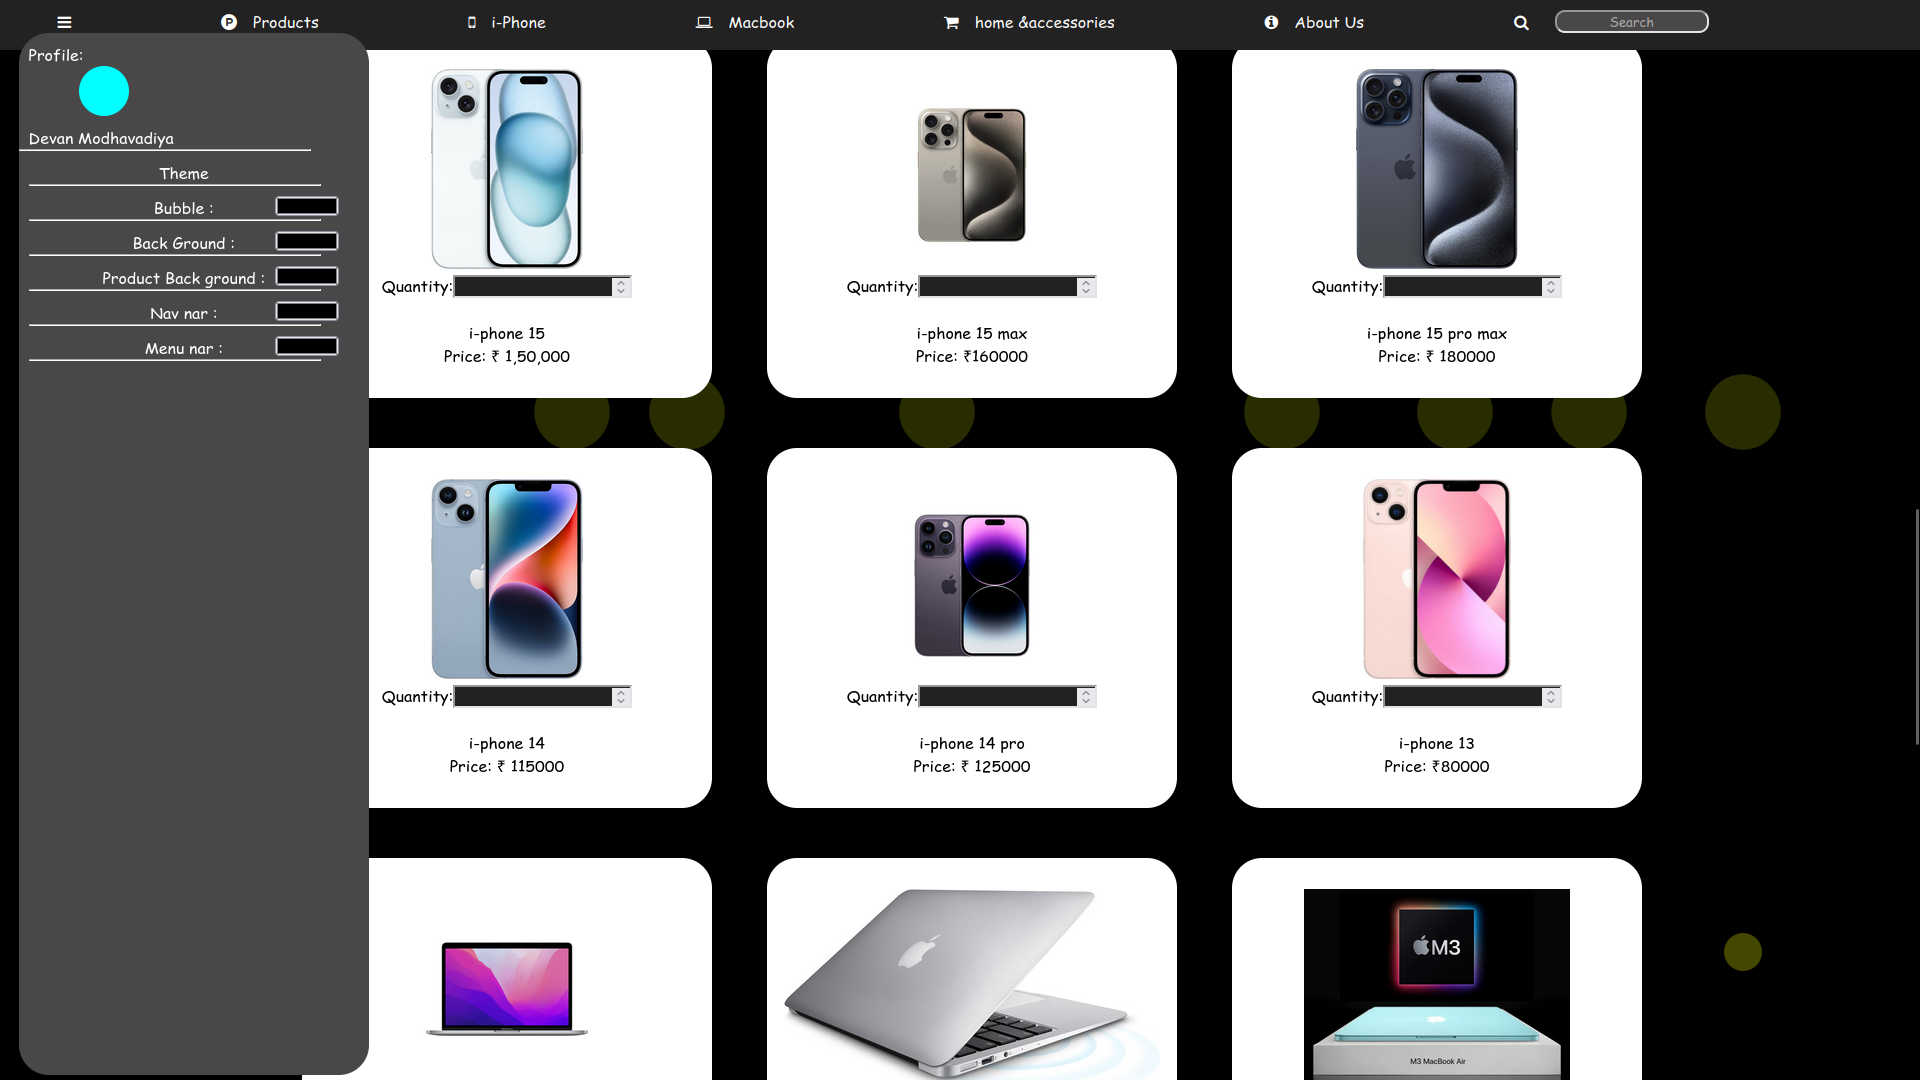 Products
i-Phone
Macbook
home &accessories
About Us
Search
Profile:
Devan Modhavadiya
Theme
Bubble :
Back Ground :
Product Back ground :
Nav nar :
Menu nar :
Quantity:
i-phone 15
Price: ₹ 1,50,000
Quantity:
i-phone 15 max
Price: ₹160000
Quantity:
i-phone 15 pro max
Price: ₹ 180000
Quantity:
i-phone 14
Price: ₹ 115000
Quantity:
i-phone 14 pro
Price: ₹ 125000
Quantity:
i-phone 13
Price: ₹80000
M3
M3 MacBook Air